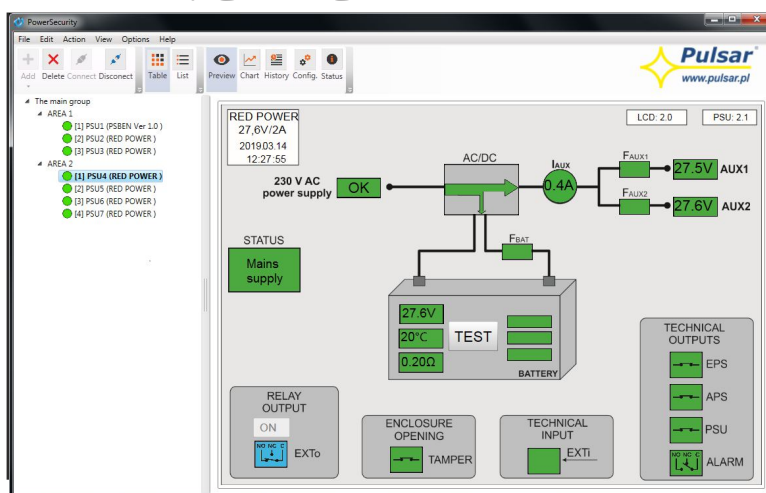 PowerSecurity
File Edit Action View Options Help
Add Delete Connect Disconect Table List Preview Chart History Config. Status
Pulsar
www.pulsar.pl
The main group
AREA 1
[1] PSU1 (PSBEN Ver 1.0 )
[2] PSU2 (RED POWER )
[3] PSU3 (RED POWER )
AREA 2
[1] PSU4 (RED POWER )
[2] PSU5 (RED POWER )
[3] PSU6 (RED POWER )
[4] PSU7 (RED POWER )
RED POWER
27,6V/2A
2019.03.14
12:27:55
LCD: 2.0
PSU: 2.1
230 V AC
power supply
OK
AC/DC
IAUX
0.4A
FAUX1
27.5V AUX1
FAUX2
27.6V AUX2
STATUS
Mains
supply
FBAT
27.6V
20°C
0.20Ω
TEST
BATTERY
RELAY
OUTPUT
ON
NO NC C
EXTo
ENCLOSURE
OPENING
TAMPER
TECHNICAL
INPUT
EXTi
TECHNICAL
OUTPUTS
EPS
APS
PSU
NO NC C
ALARM